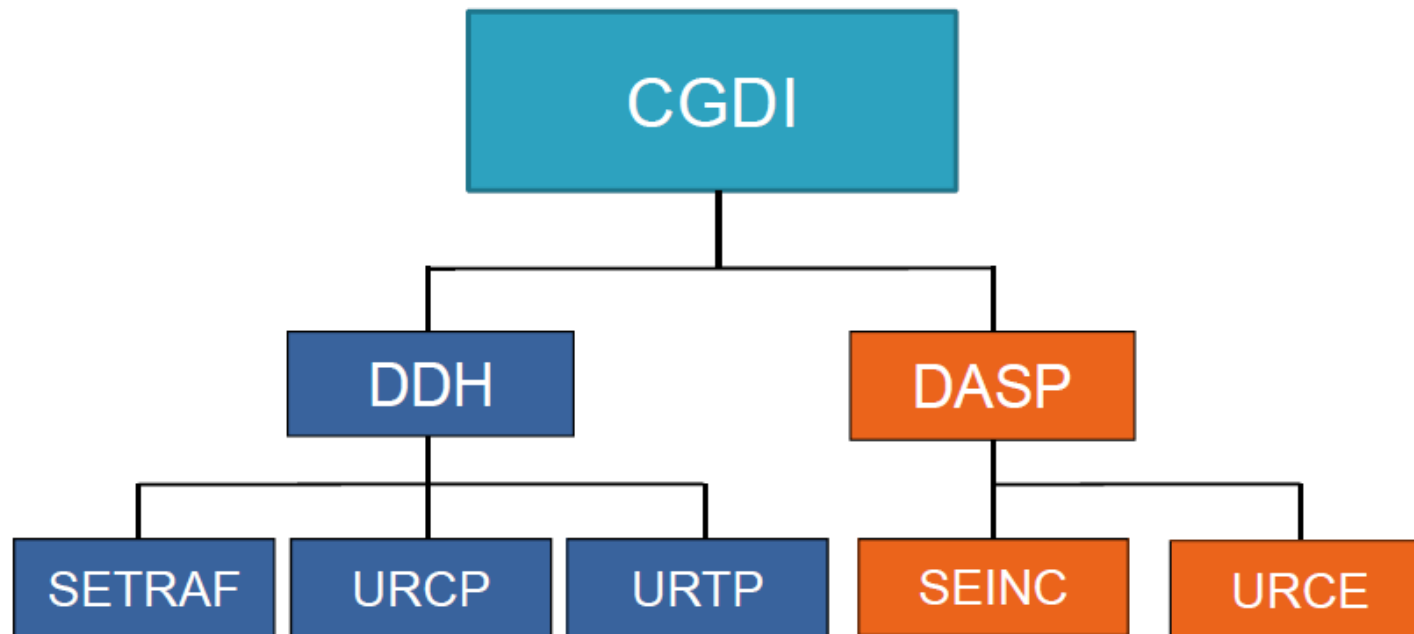 CGDI
DDH
DASP
SETRAF
URCP
URTP
SEINC
URCE